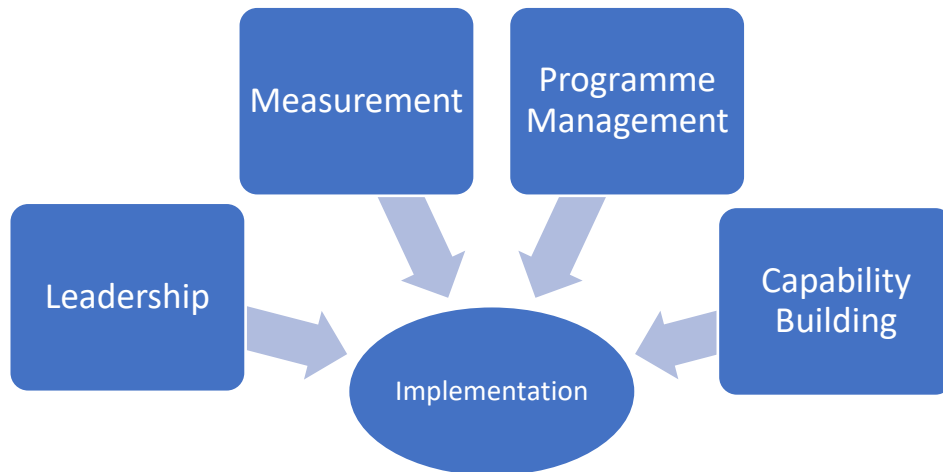 Measurement
Programme
Management
Leadership
Capability
Building
Implementation